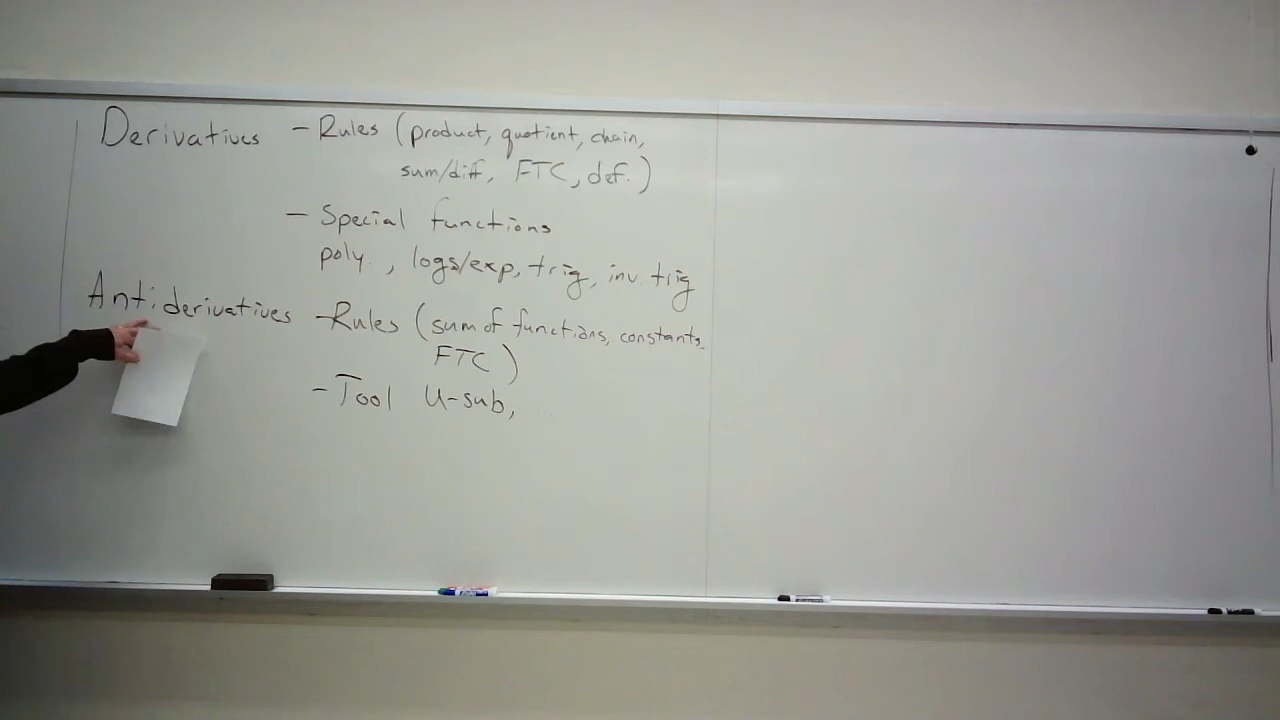 Derivatives - Rules (product, quotient, chain,
sum/diff, FTC, def.)
- Special functions
poly., logs/exp, trig, inv. trig
Antiderivatives - Rules (sum of functions, constants.
FTC)
- Tool u-sub,